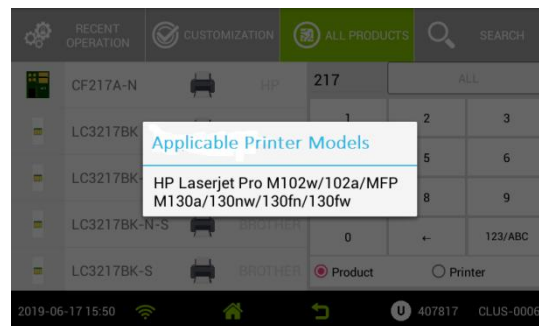 RECENT
OPERATION
CUSTOMIZATION
ALL PRODUCTS
SEARCH
CF217A-N
HP
217
ALL
LC3217BK
LC3217BK-
LC3217BK-N-S
BROTHER
LC3217BK-S
BROTHER
Applicable Printer Models
HP Laserjet Pro M102w/102a/MFP
M130a/130nw/130fn/130fw
1
2
3
5
6
8
9
0
←
123/ABC
Product
Printer
2019-06-17 15:50
U 407817
CLUS-0006